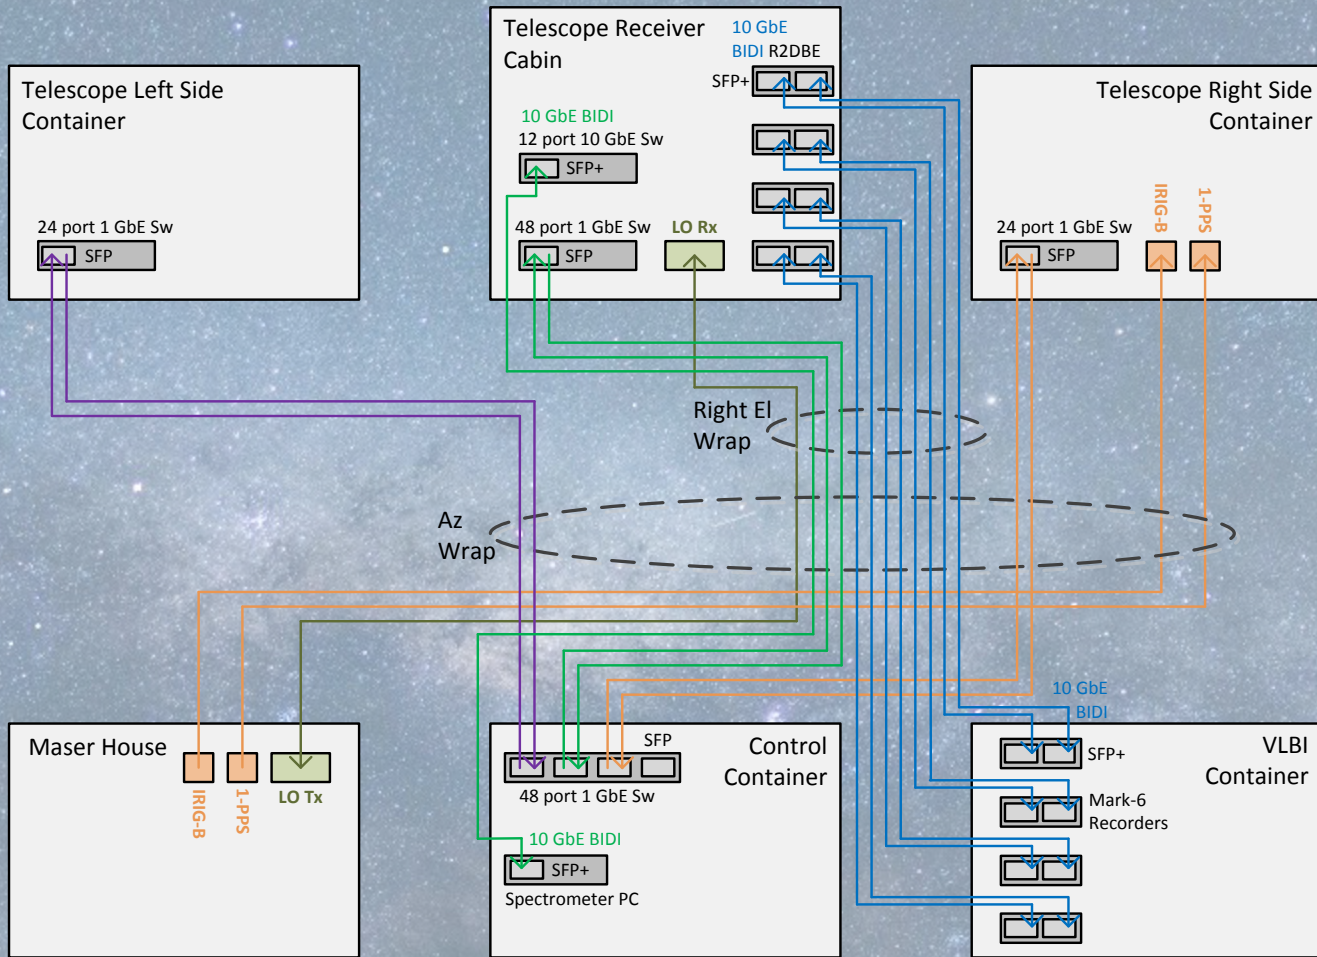 Telescope Left Side
Container
24 port 1 GbE Sw
SFP
Telescope Receiver
Cabin
10 GbE
BIDI R2DBE
SFP+
10 GbE BIDI
12 port 10 GbE Sw
SFP+
48 port 1 GbE Sw
SFP
LO Rx
Telescope Right Side
Container
24 port 1 GbE Sw
SFP
IRIG-B
1-PPS
Right El
Wrap
Az
Wrap
Maser House
IRIG-B
1-PPS
LO Tx
SFP
Control
Container
48 port 1 GbE Sw
10 GbE BIDI
SFP+
Spectrometer PC
10 GbE
BIDI
SFP+
VLBI
Container
Mark-6
Recorders